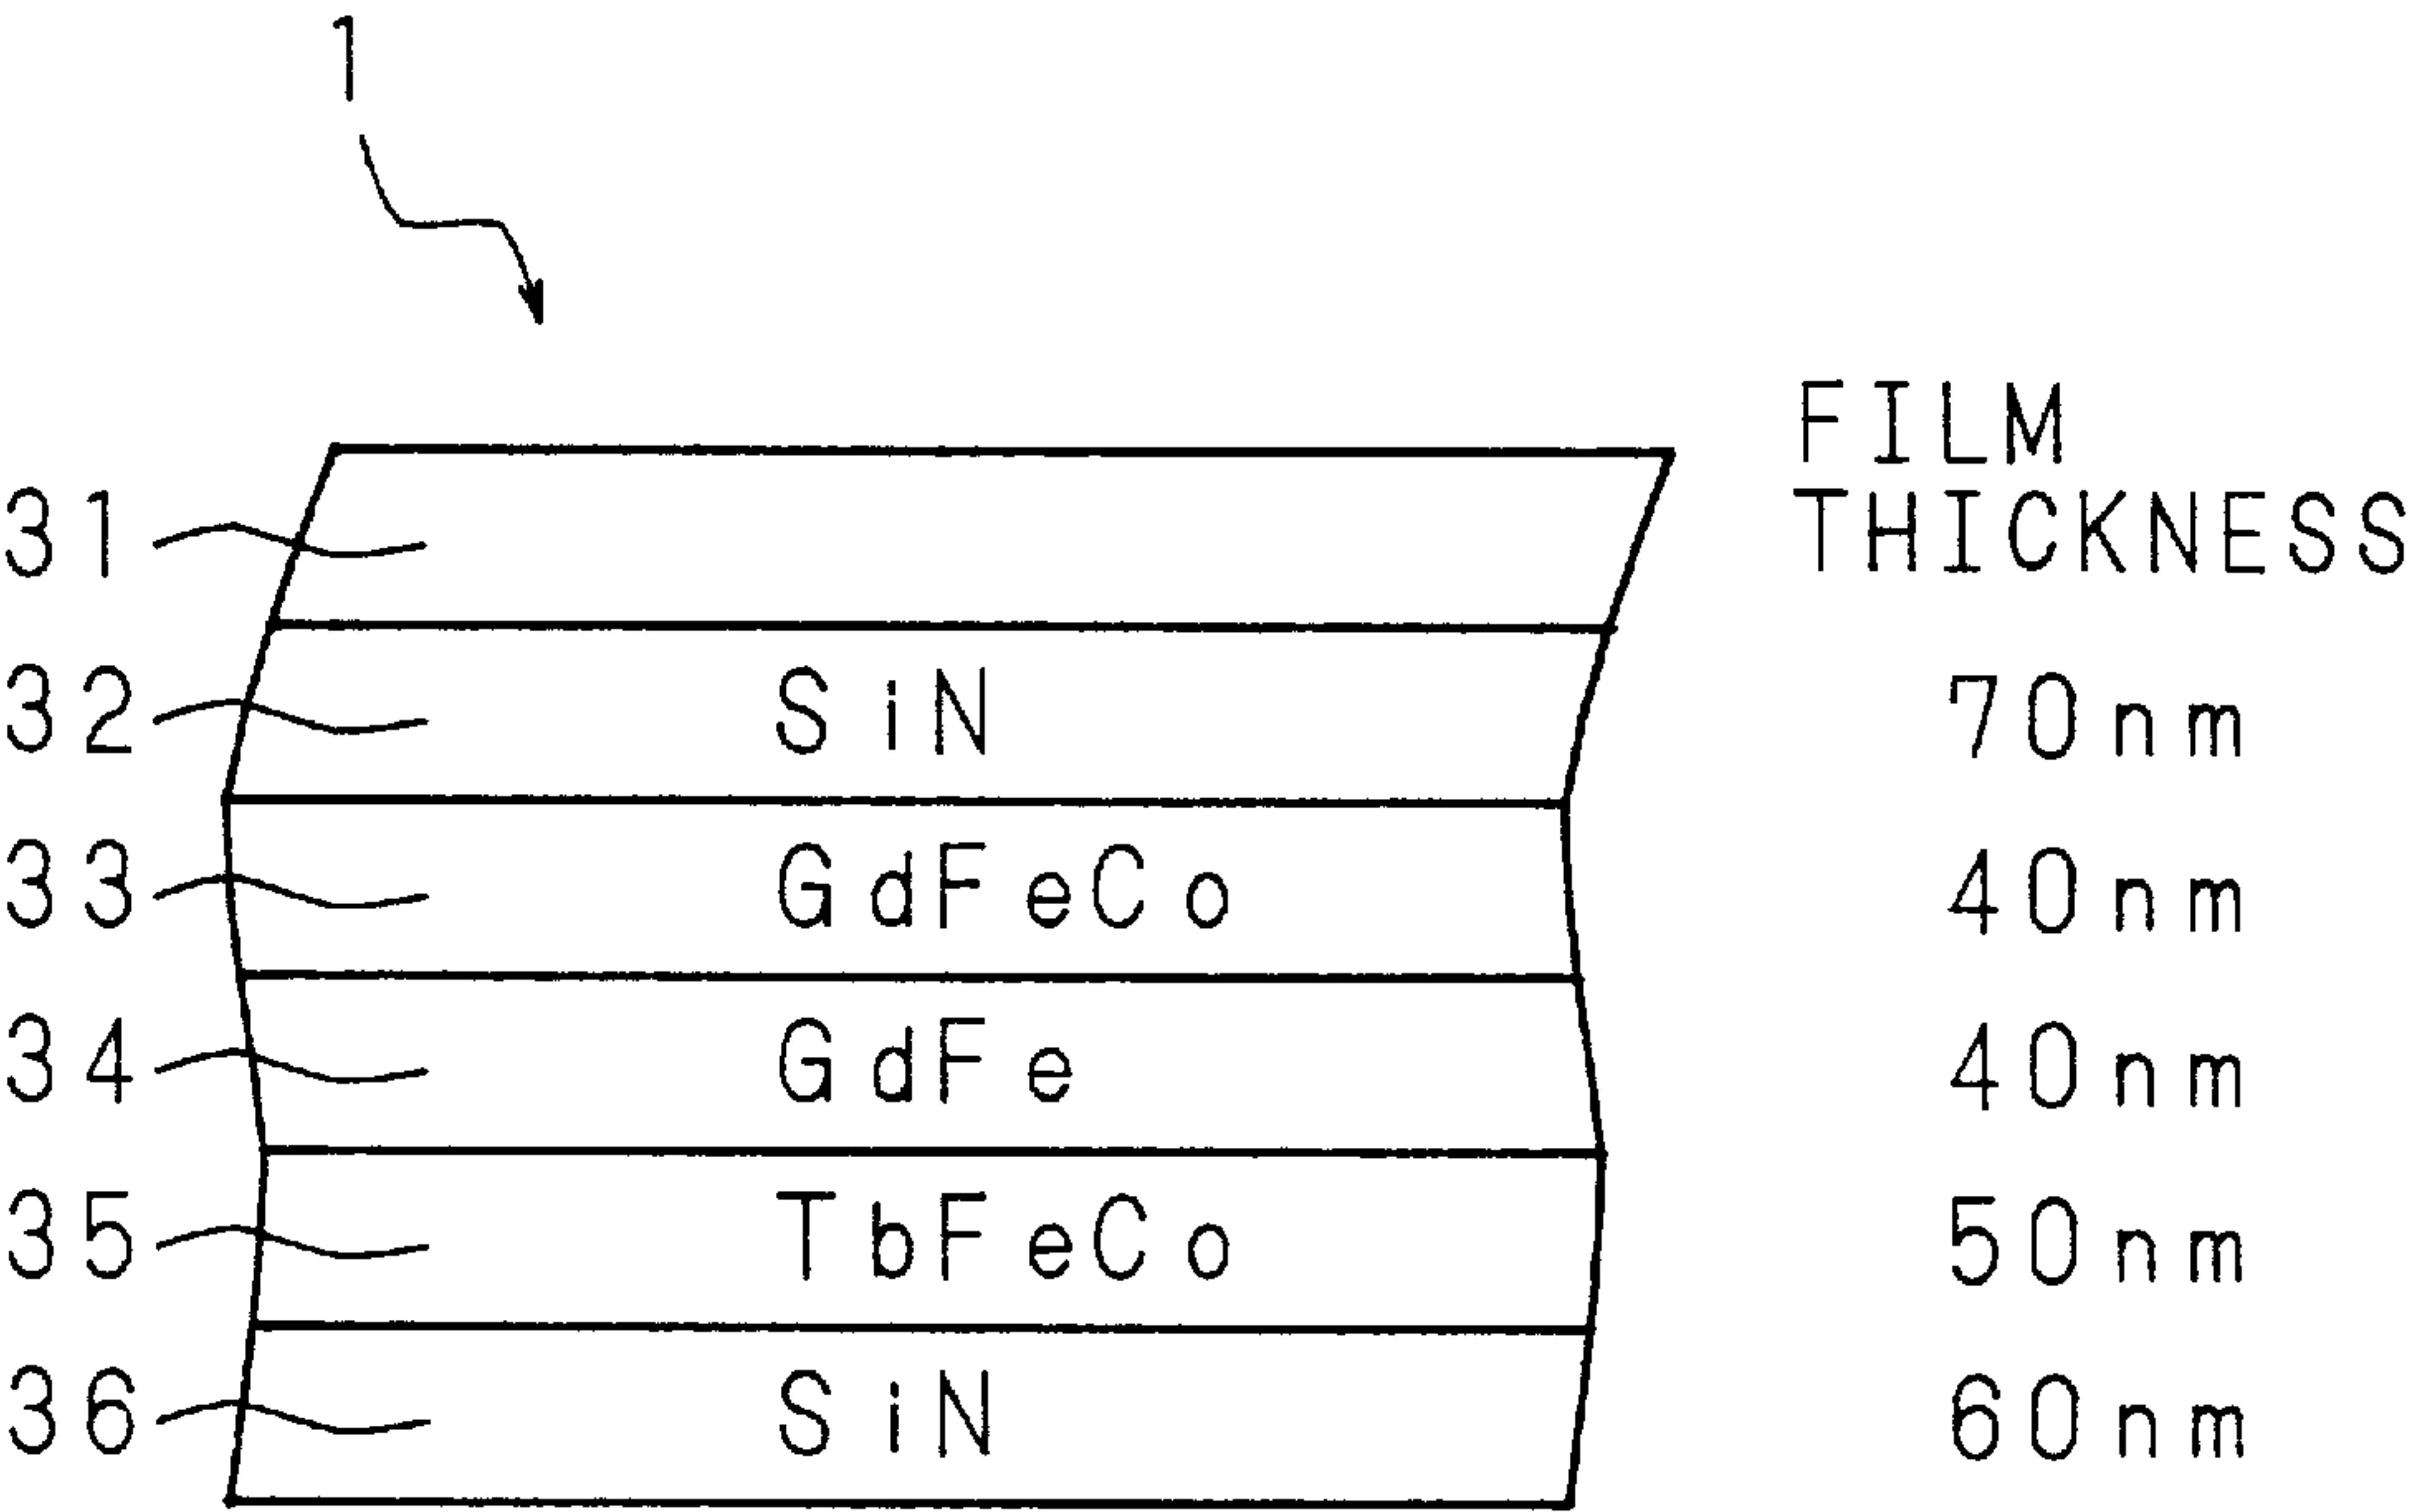 1
FILM
THICKNESS
31
32 SiN 70nm
33 GdFeCo 40nm
34 GdFe 40nm
35 TbFeCo 50nm
36 SiN 60nm